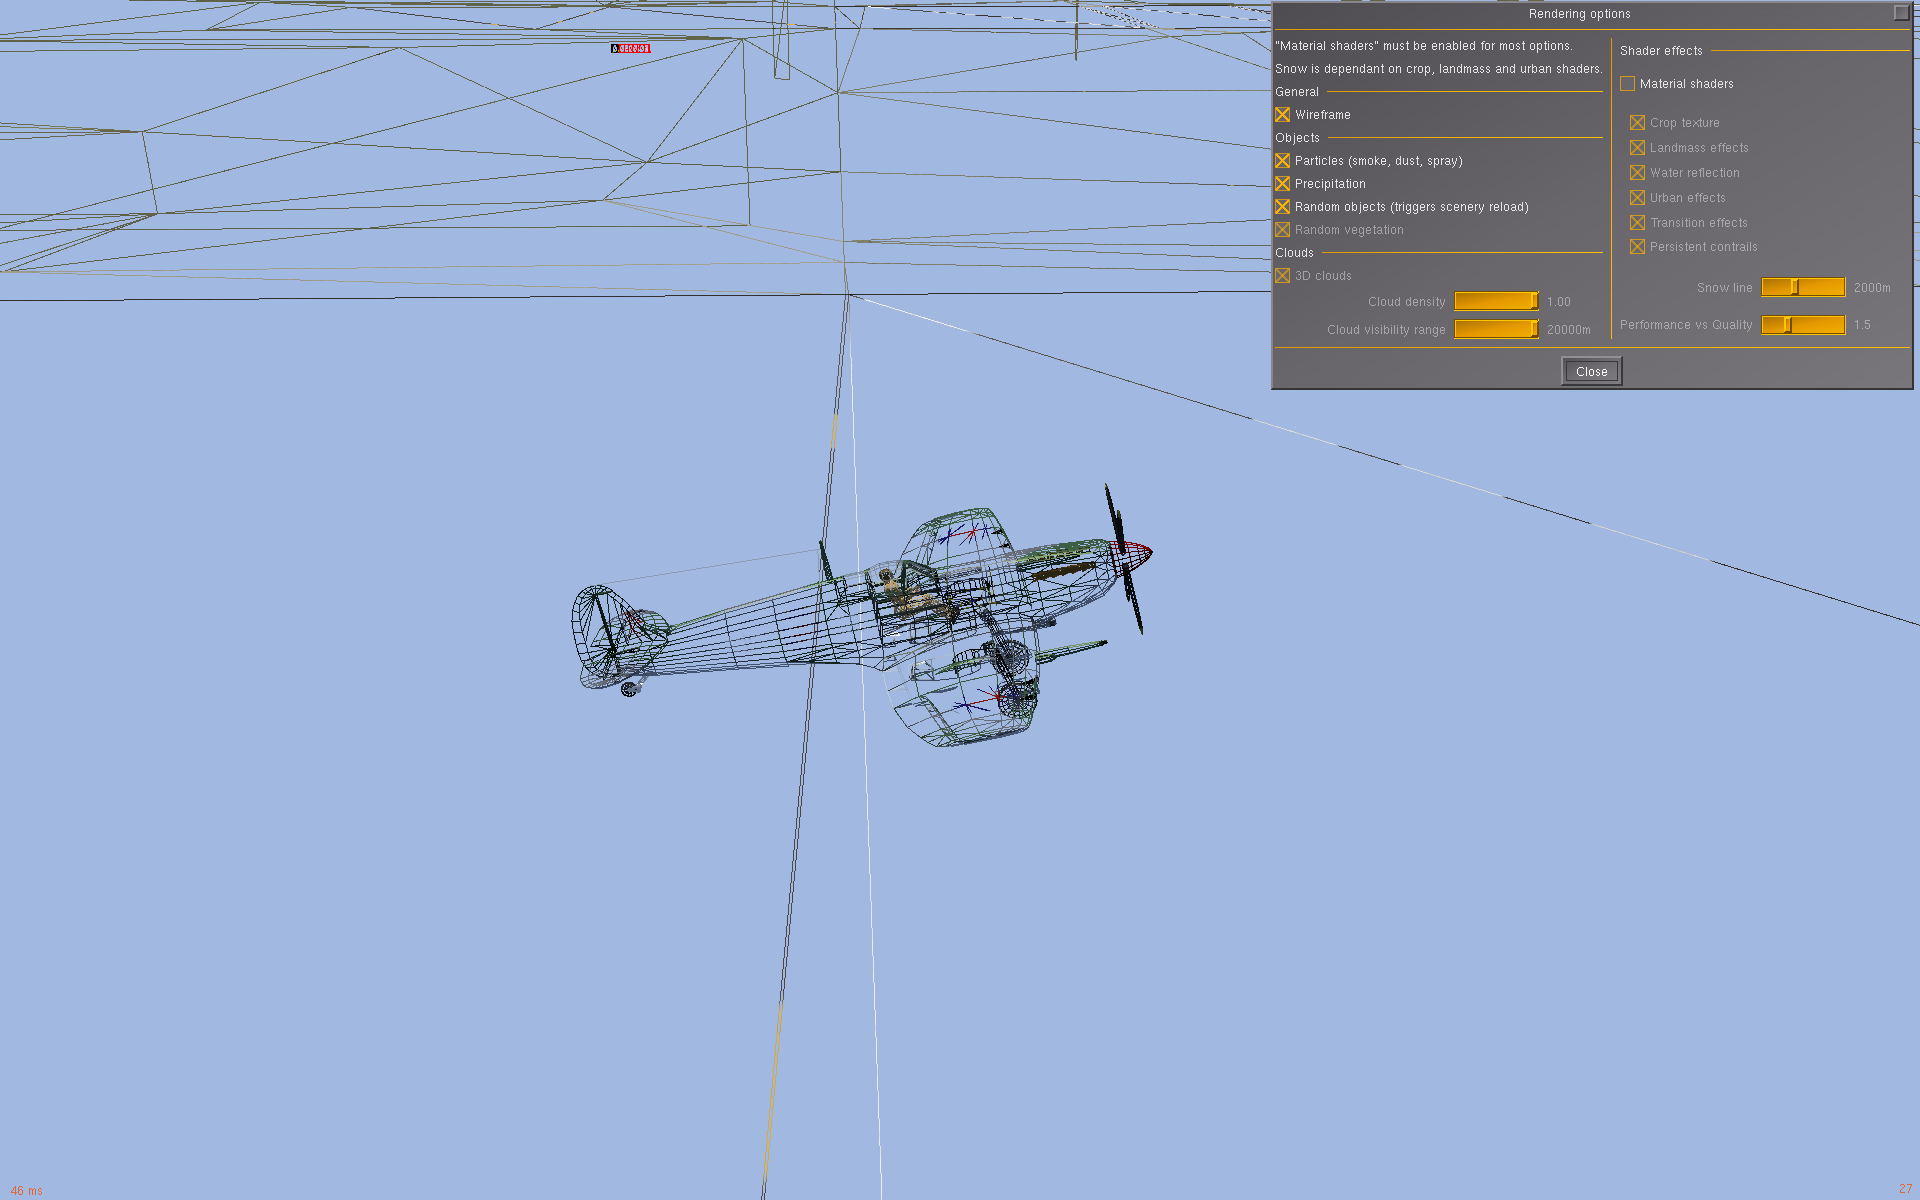 Rendering options
"Material shaders" must be enabled for most options.
Snow is dependant on crop, landmass and urban shaders.
General
Wireframe
Objects
Particles (smoke, dust, spray)
Precipitation
Random objects (triggers scenery reload)
Random vegetation
Clouds
3D clouds
Cloud density 1.00
Cloud visibility range 20000m
Shader effects
Material shaders
Crop texture
Landmass effects
Water reflection
Urban effects
Transition effects
Persistent contrails
Snow line 2000m
Performance vs Quality 1.5
Close
46 ms
27